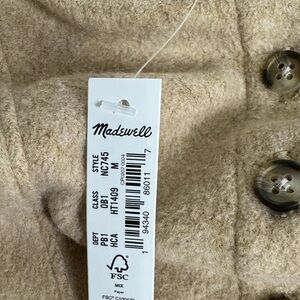 Madewell
STYLE
NC745
M
CLASS
OB1
HT1409
DEPT
PB1
HCA
1 94340 86011 7
FSC
MIX
Paper